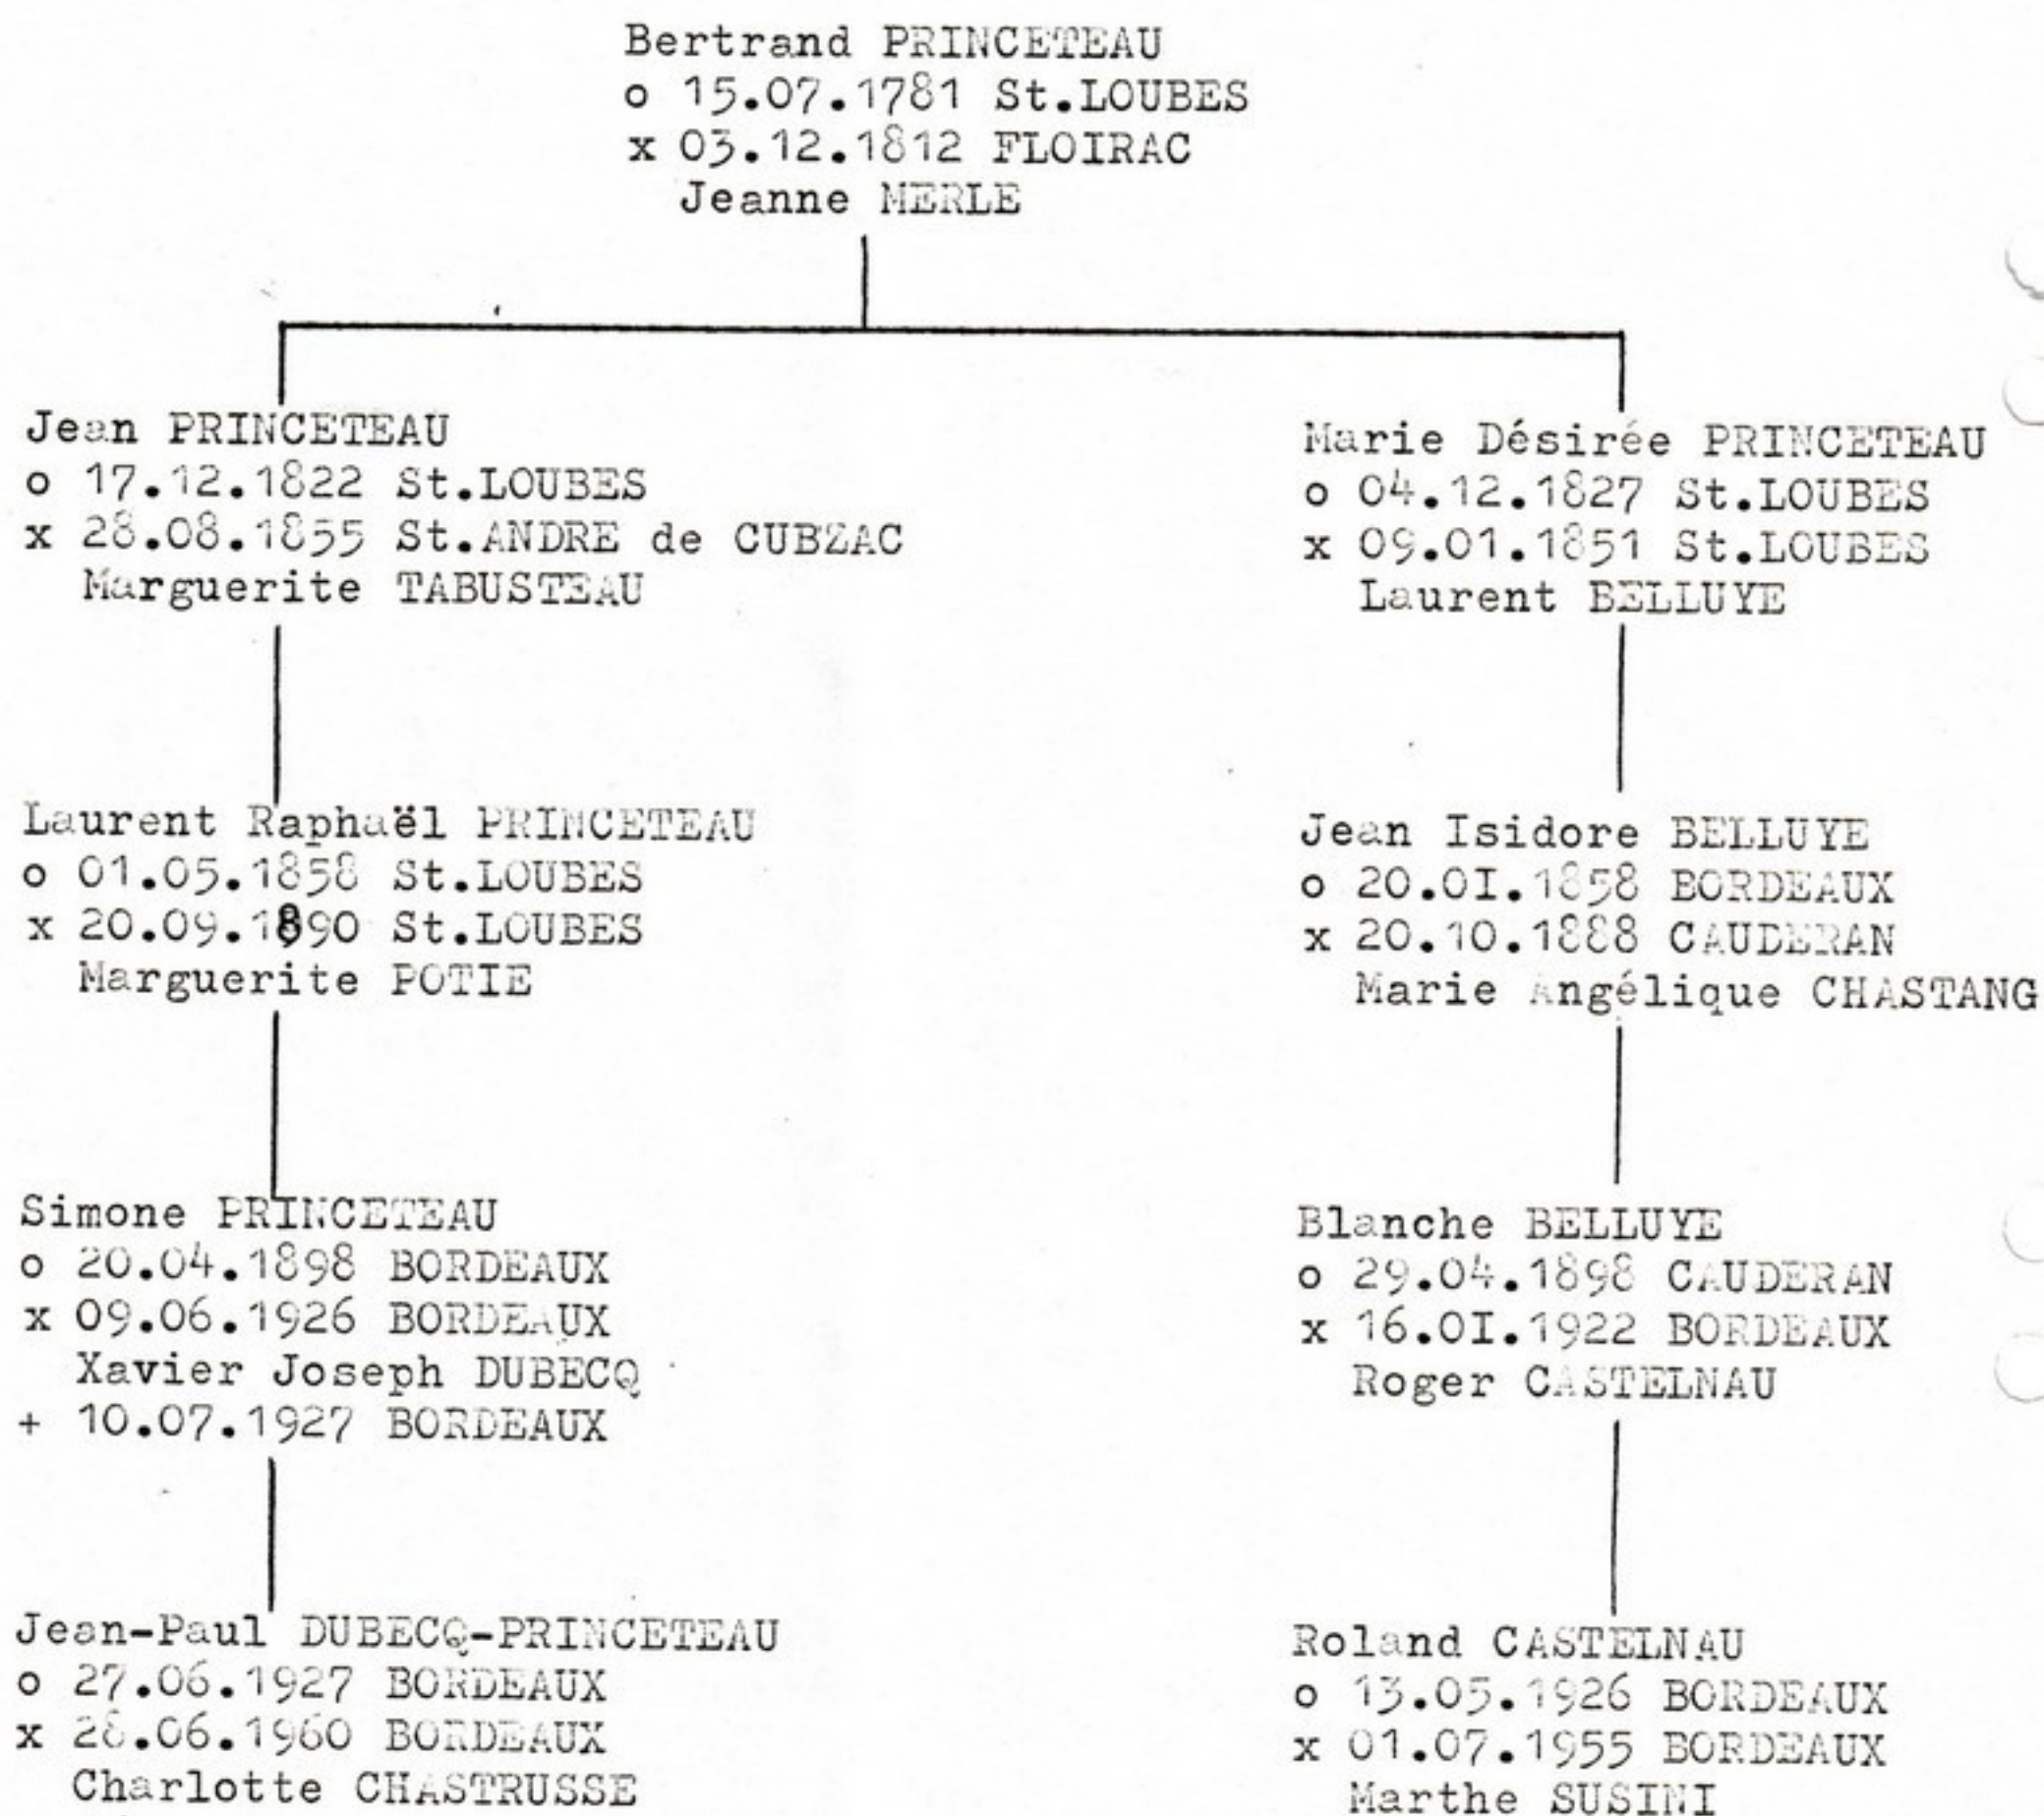 Bertrand PRINCETEAU
o 15.07.1781 St.LOUBES
x 03.12.1812 FLOIRAC
Jeanne MERLE
Jean PRINCETEAU
o 17.12.1822 St.LOUBES
x 28.08.1855 St.ANDRE de CUBZAC
Marguerite TABUSTEAU
Marie Désirée PRINCETEAU
o 04.12.1827 St.LOUBES
x 09.01.1851 St.LOUBES
Laurent BELLUYE
Laurent Raphaël PRINCETEAU
o 01.05.1858 St.LOUBES
x 20.09.1890 St.LOUBES
Marguerite POTIE
Jean Isidore BELLUYE
o 20.0I.1858 BORDEAUX
x 20.10.1888 CAUDERAN
Marie Angélique CHASTANG
Simone PRINCETEAU
o 20.04.1898 BORDEAUX
x 09.06.1926 BORDEAUX
Xavier Joseph DUBECQ
+ 10.07.1927 BORDEAUX
Blanche BELLUYE
o 29.04.1898 CAUDERAN
x 16.0I.1922 BORDEAUX
Roger CASTELNAU
Jean-Paul DUBECQ-PRINCETEAU
o 27.06.1927 BORDEAUX
x 28.06.1960 BORDEAUX
Charlotte CHASTRUSSE
Roland CASTELNAU
o 13.05.1926 BORDEAUX
x 01.07.1955 BORDEAUX
Marthe SUSINI